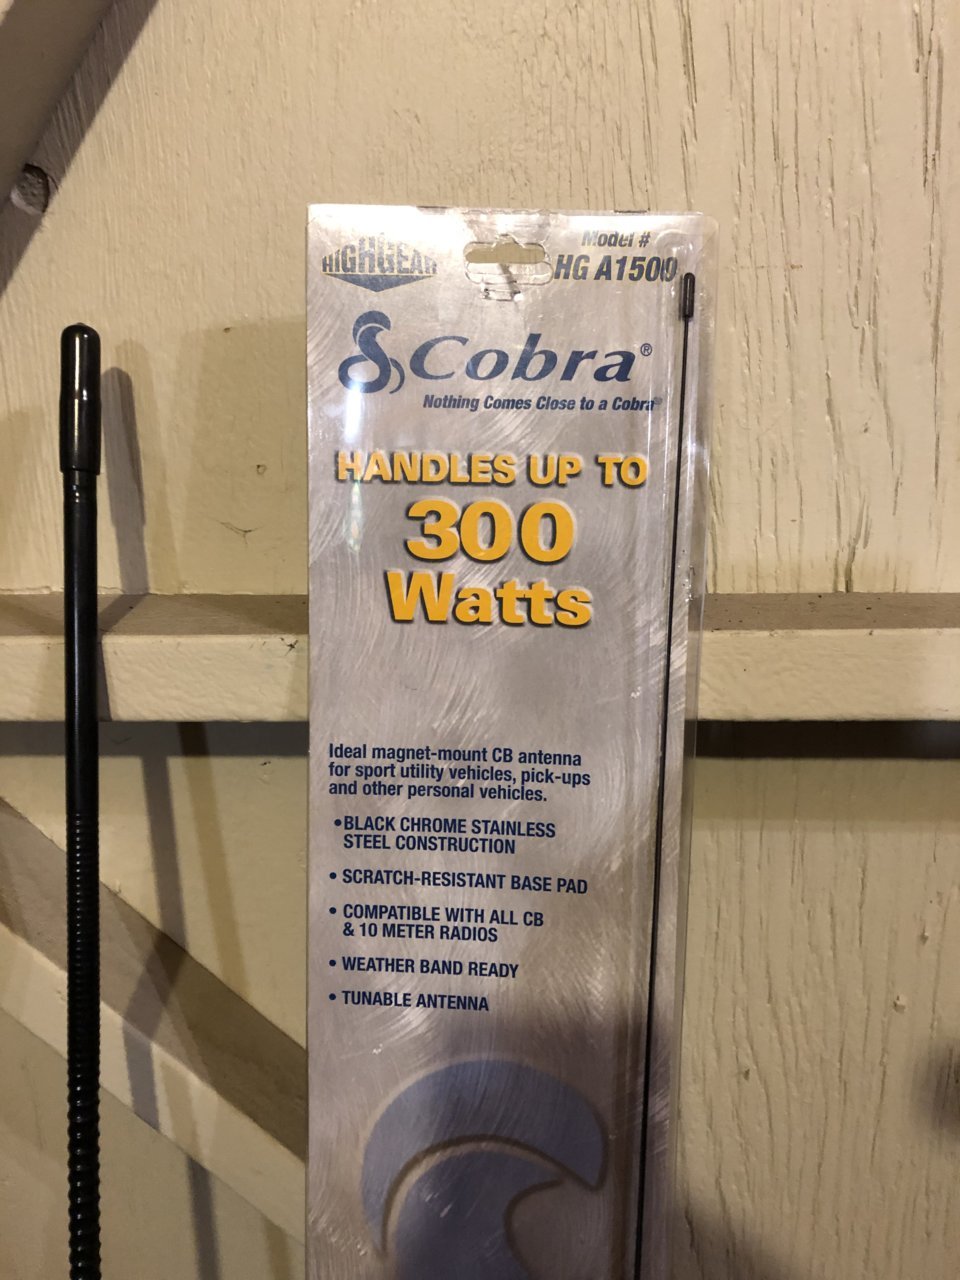 HIGHGEAR
Model #
HG A1500
Cobra®
Nothing Comes Close to a Cobra®
HANDLES UP TO
300
Watts
Ideal magnet-mount CB antenna
for sport utility vehicles, pick-ups
and other personal vehicles.
•BLACK CHROME STAINLESS
STEEL CONSTRUCTION
• SCRATCH-RESISTANT BASE PAD
• COMPATIBLE WITH ALL CB
& 10 METER RADIOS
• WEATHER BAND READY
• TUNABLE ANTENNA